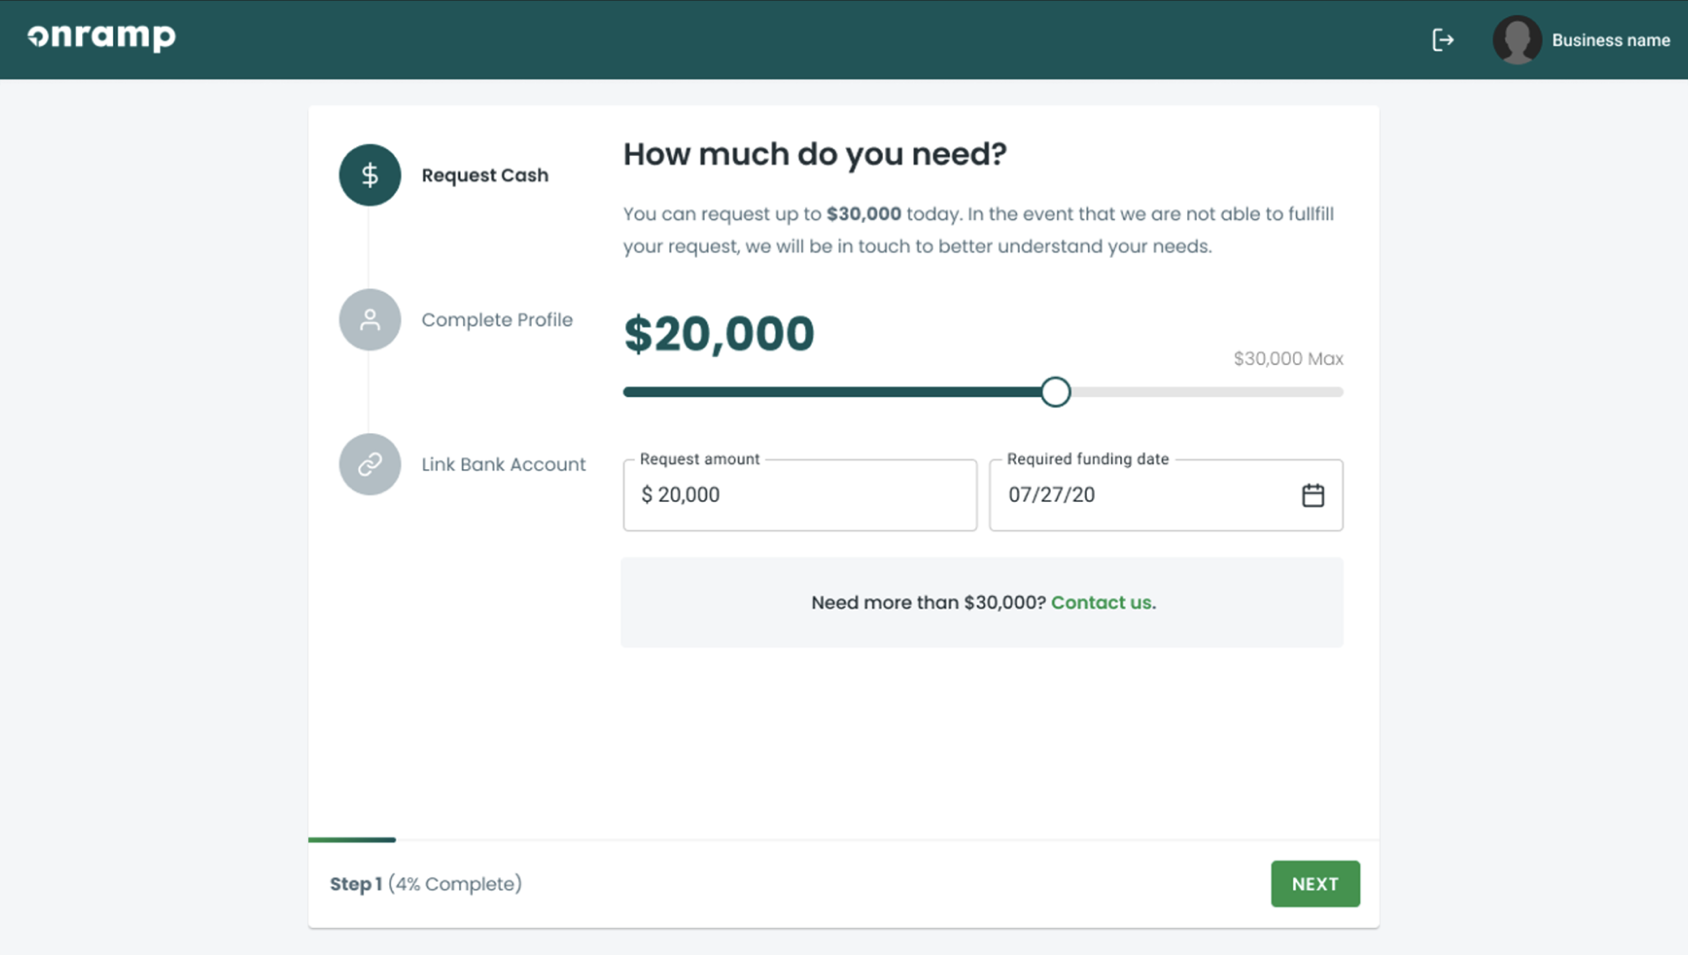 onramp
Business name
$
Request Cash
Complete Profile
Link Bank Account
How much do you need?
You can request up to $30,000 today. In the event that we are not able to fullfill
your request, we will be in touch to better understand your needs.
$20,000
$30,000 Max
Request amount
$ 20,000
Required funding date
07/27/20
Need more than $30,000? Contact us.
Step 1 (4% Complete)
NEXT